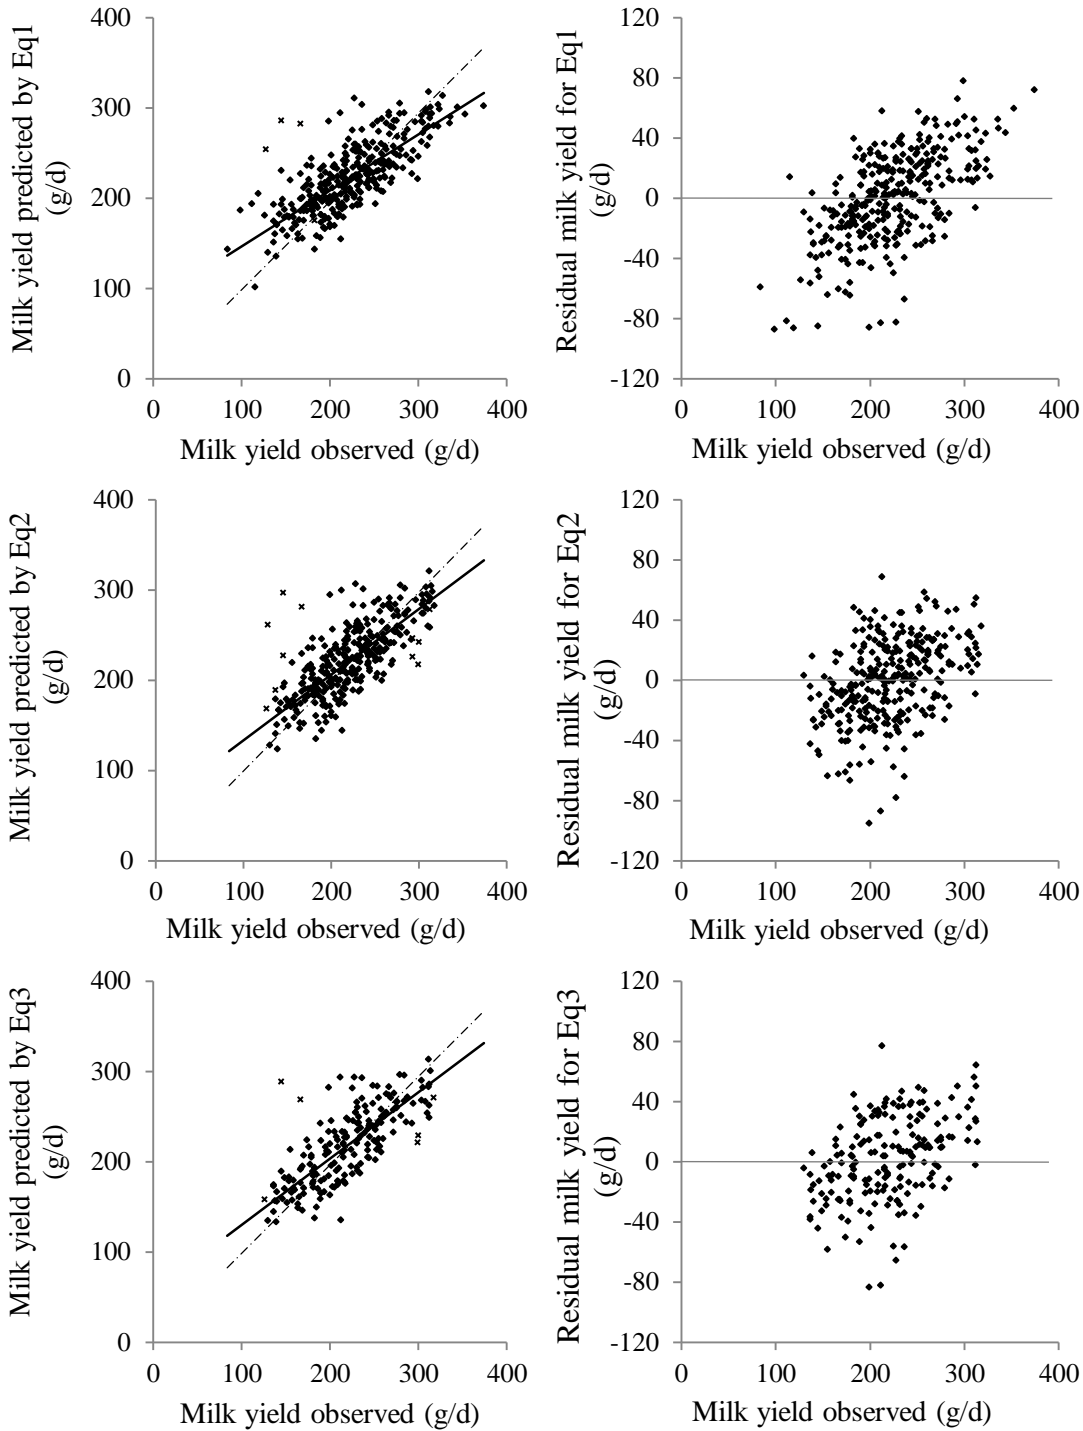 Milk yield predicted by Eq1
(g/d)
400
300
200
100
0
0 100 200 300 400
Milk yield observed (g/d)
Residual milk yield for Eq1
(g/d)
120
80
40
0
-40
-80
-120
0 100 200 300 400
Milk yield observed (g/d)
Milk yield predicted by Eq2
(g/d)
400
300
200
100
0
0 100 200 300 400
Milk yield observed (g/d)
Residual milk yield for Eq2
(g/d)
120
80
40
0
-40
-80
-120
0 100 200 300 400
Milk yield observed (g/d)
Milk yield predicted by Eq3
(g/d)
400
300
200
100
0
0 100 200 300 400
Milk yield observed (g/d)
Residual milk yield for Eq3
(g/d)
120
80
40
0
-40
-80
-120
0 100 200 300 400
Milk yield observed (g/d)